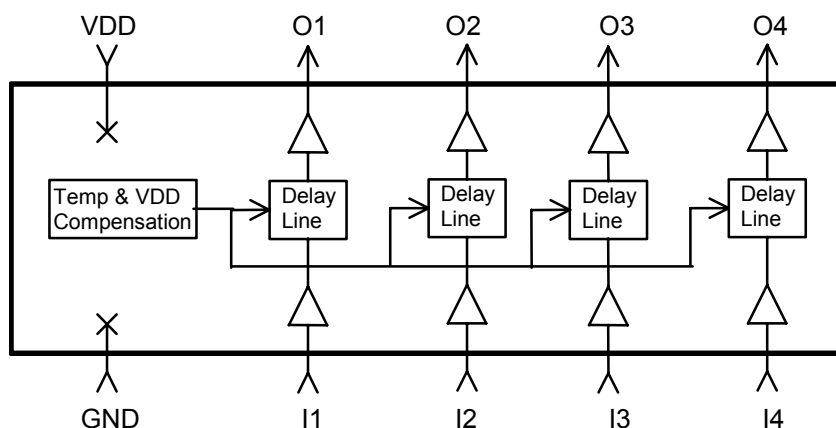 VDD O1 O2 O3 O4
Temp & VDD
Compensation
Delay
Line
Delay
Line
Delay
Line
Delay
Line
GND I1 I2 I3 I4